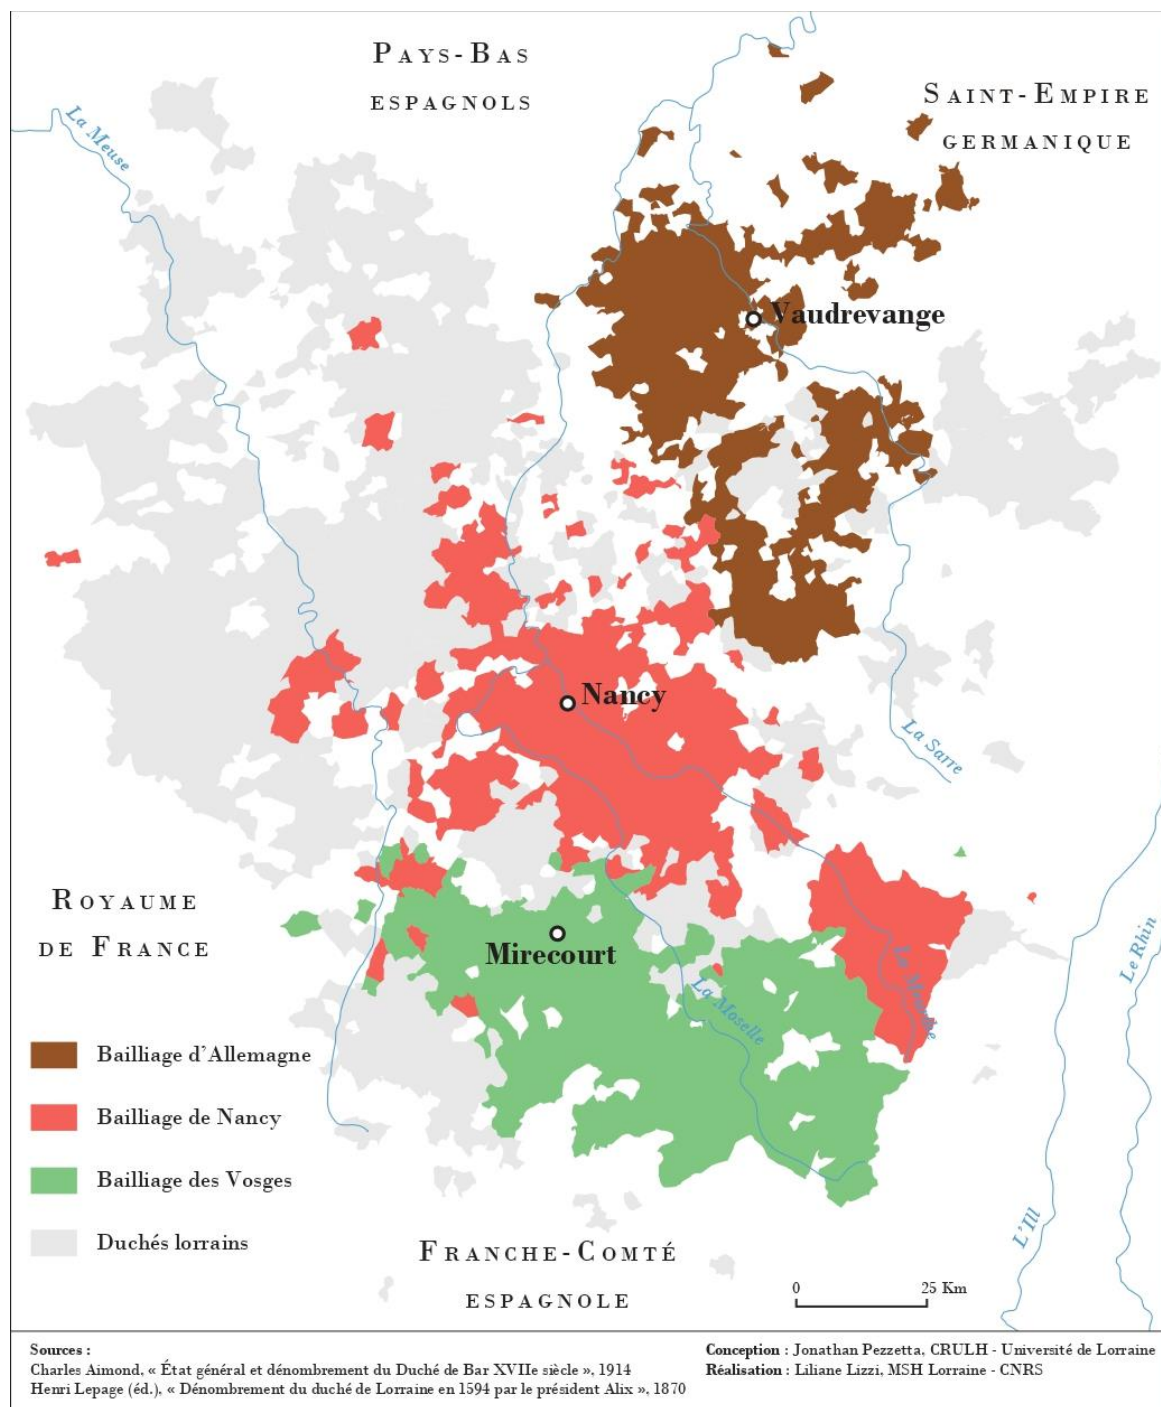 PAYS-BAS
ESPAGNOLS
SAINT-EMPIRE
GERMANIQUE
La Meuse
Vaudrevange
Nancy
La Sarre
ROYAUME
DE FRANCE
Mirecourt
La Moselle
La Meurthe
Le Rhin
L'Ill
Bailliage d'Allemagne
Bailliage de Nancy
Bailliage des Vosges
Duchés lorrains
FRANCHE-COMTÉ
ESPAGNOLE
0 25 Km
Sources :
Charles Aimond, « État général et dénombrement du Duché de Bar XVIIe siècle », 1914
Henri Lepage (éd.), « Dénombrement du duché de Lorraine en 1594 par le président Alix », 1870
Conception : Jonathan Pezzetta, CRULH - Université de Lorraine
Réalisation : Liliane Lizzi, MSH Lorraine - CNRS